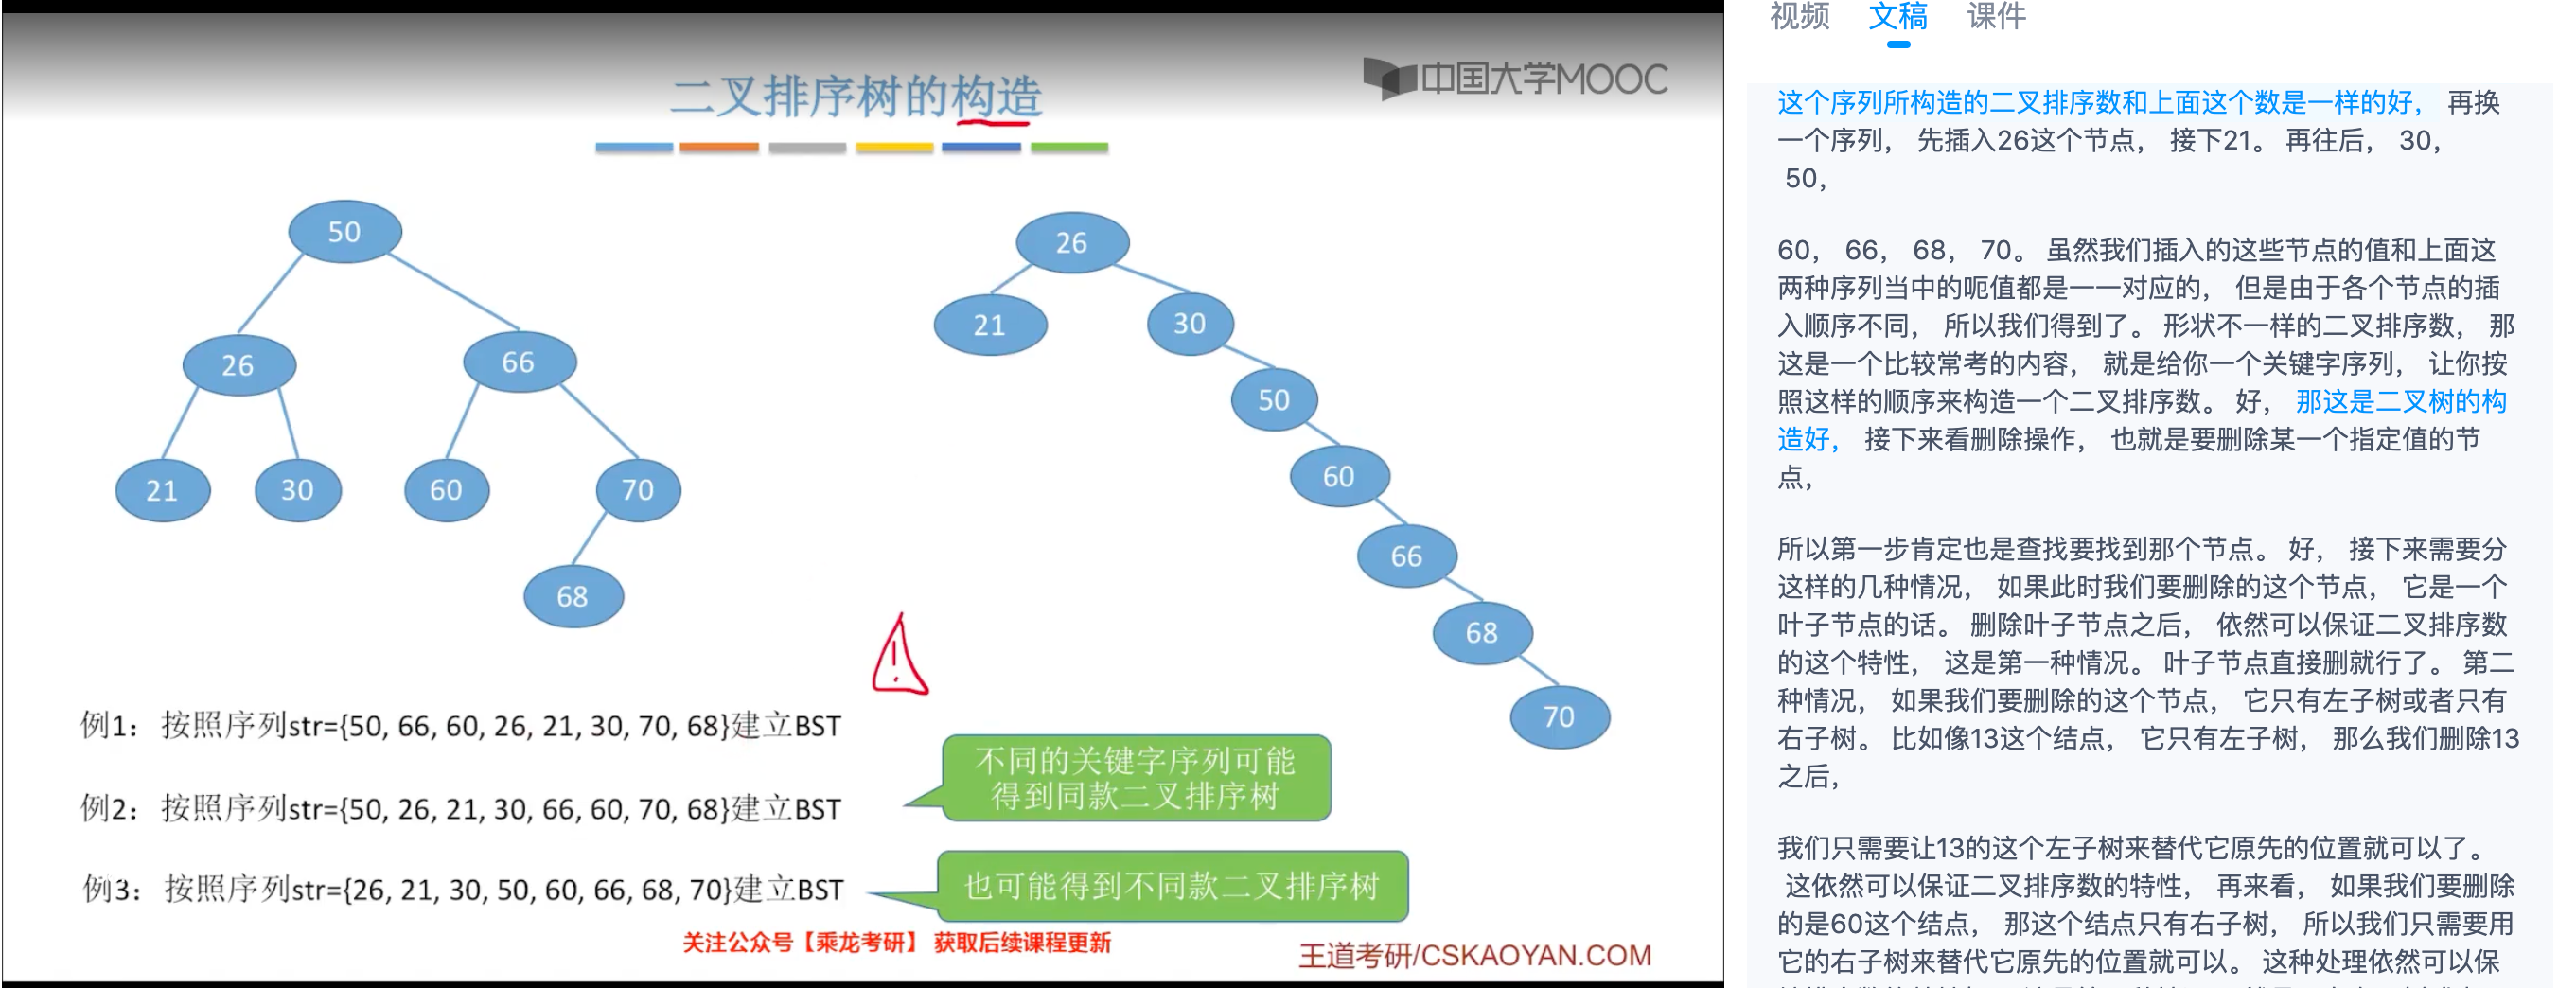 二叉排序树的构造
中国大学MOOC
50
26
66
21
30
60
70
68
26
21
30
50
60
66
68
70
例1：按照序列str={50, 66, 60, 26, 21, 30, 70, 68}建立BST
例2：按照序列str={50, 26, 21, 30, 66, 60, 70, 68}建立BST
例3：按照序列str={26, 21, 30, 50, 60, 66, 68, 70}建立BST
不同的关键字序列可能
得到同款二叉排序树
也可能得到不同款二叉排序树
关注公众号【乘龙考研】 获取后续课程更新
王道考研/CSKAOYAN.COM
视频 文稿 课件
这个序列所构造的二叉排序数和上面这个数是一样的好， 再换
一个序列， 先插入26这个节点， 接下21。 再往后， 30，
50，
60， 66， 68， 70。 虽然我们插入的这些节点的值和上面这
两种序列当中的呃值都是一一对应的， 但是由于各个节点的插
入顺序不同， 所以我们得到了。 形状不一样的二叉排序数， 那
这是一个比较常考的内容， 就是给你一个关键字序列， 让你按
照这样的顺序来构造一个二叉排序数。 好， 那这是二叉树的构
造好， 接下来看删除操作， 也就是要删除某一个指定值的节
点，
所以第一步肯定也是查找要找到那个节点。 好， 接下来需要分
这样的几种情况， 如果此时我们要删除的这个节点， 它是一个
叶子节点的话。 删除叶子节点之后， 依然可以保证二叉排序数
的这个特性， 这是第一种情况。 叶子节点直接删就行了。 第二
种情况， 如果我们要删除的这个节点， 它只有左子树或者只有
右子树。 比如像13这个结点， 它只有左子树， 那么我们删除13
之后，
我们只需要让13的这个左子树来替代它原先的位置就可以了。
这依然可以保证二叉排序数的特性， 再来看， 如果我们要删除
的是60这个结点， 那这个结点只有右子树， 所以我们只需要用
它的右子树来替代它原先的位置就可以。 这种处理依然可以保